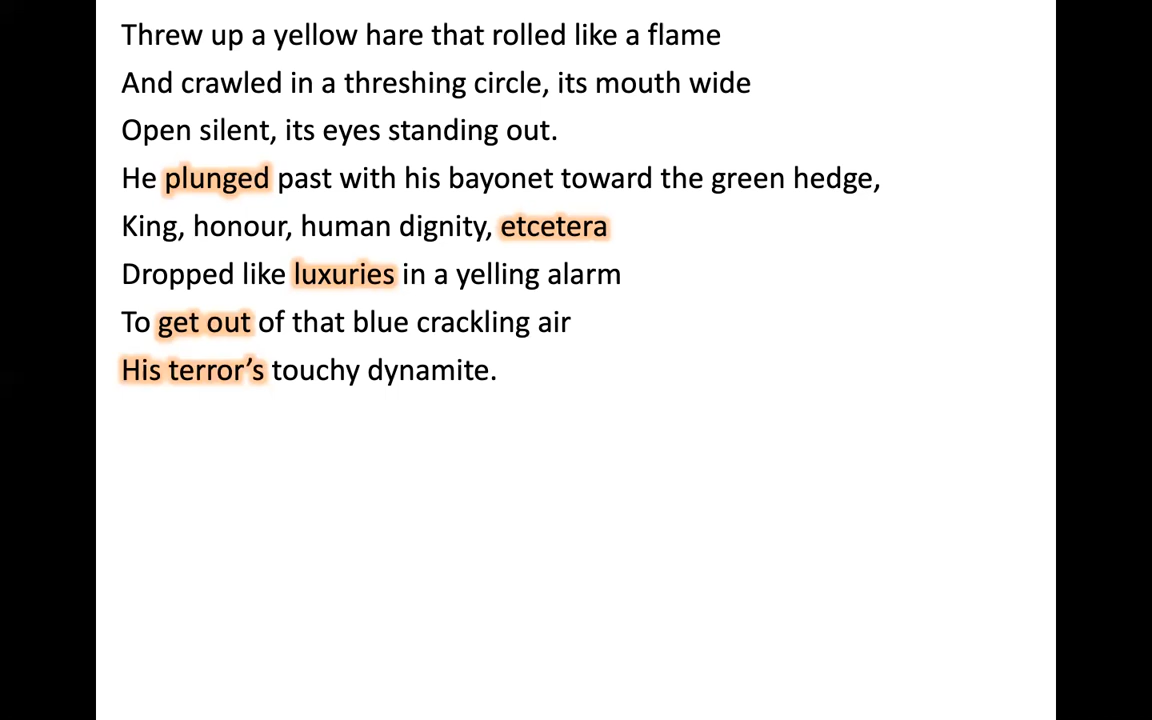 Threw up a yellow hare that rolled like a flame
And crawled in a threshing circle, its mouth wide
Open silent, its eyes standing out.
He plunged past with his bayonet toward the green hedge,
King, honour, human dignity, etcetera
Dropped like luxuries in a yelling alarm
To get out of that blue crackling air
His terror’s touchy dynamite.